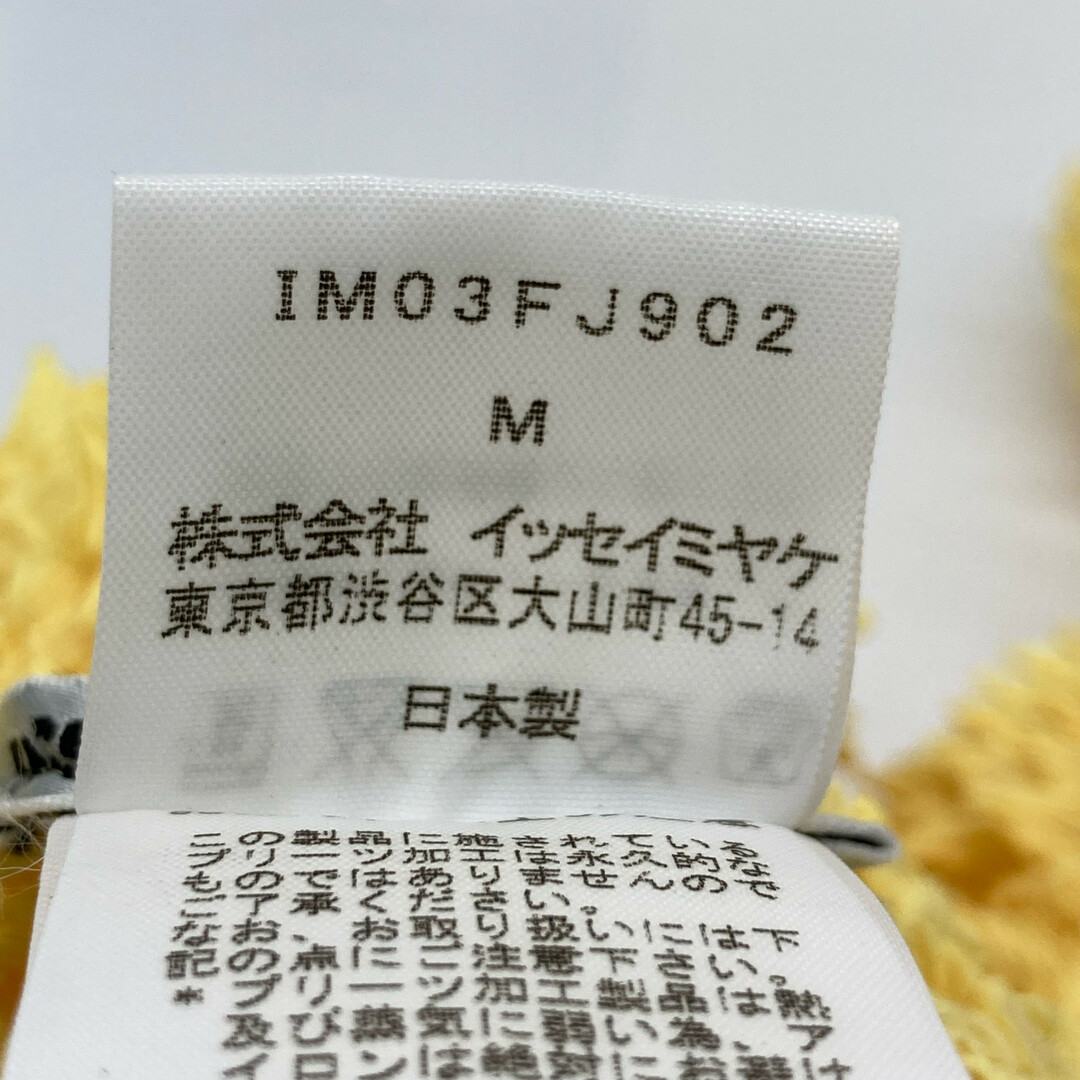 IM03FJ902
M
株式会社 イッセイミヤケ
東京都渋谷区大山町45-14
日本製
この製品に施されている
プリーツ加工は永久的な
ものではありませんので
ご了承ください。
なお取り扱いには下
記の点にご注意下さい。
*プリーツ加工製品は、熱
及び
気に弱い為、ア
イロンは絶対にお避